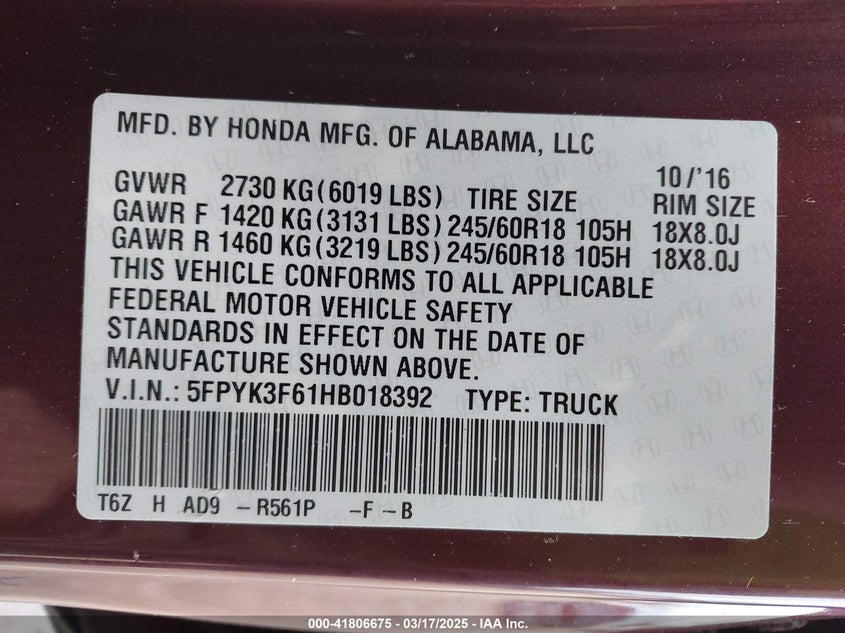 MFD. BY HONDA MFG. OF ALABAMA, LLC
10/'16
GVWR 2730 KG(6019 LBS) TIRE SIZE RIM SIZE
GAWR F 1420 KG(3131 LBS) 245/60R18 105H 18X8.0J
GAWR R 1460 KG(3219 LBS) 245/60R18 105H 18X8.0J
THIS VEHICLE CONFORMS TO ALL APPLICABLE
FEDERAL MOTOR VEHICLE SAFETY
STANDARDS IN EFFECT ON THE DATE OF
MANUFACTURE SHOWN ABOVE.
V.I.N.: 5FPYK3F61HB018392 TYPE: TRUCK
T6Z H AD9 -R561P -F-B
000-41806675 - 03/17/2025 - IAA Inc.